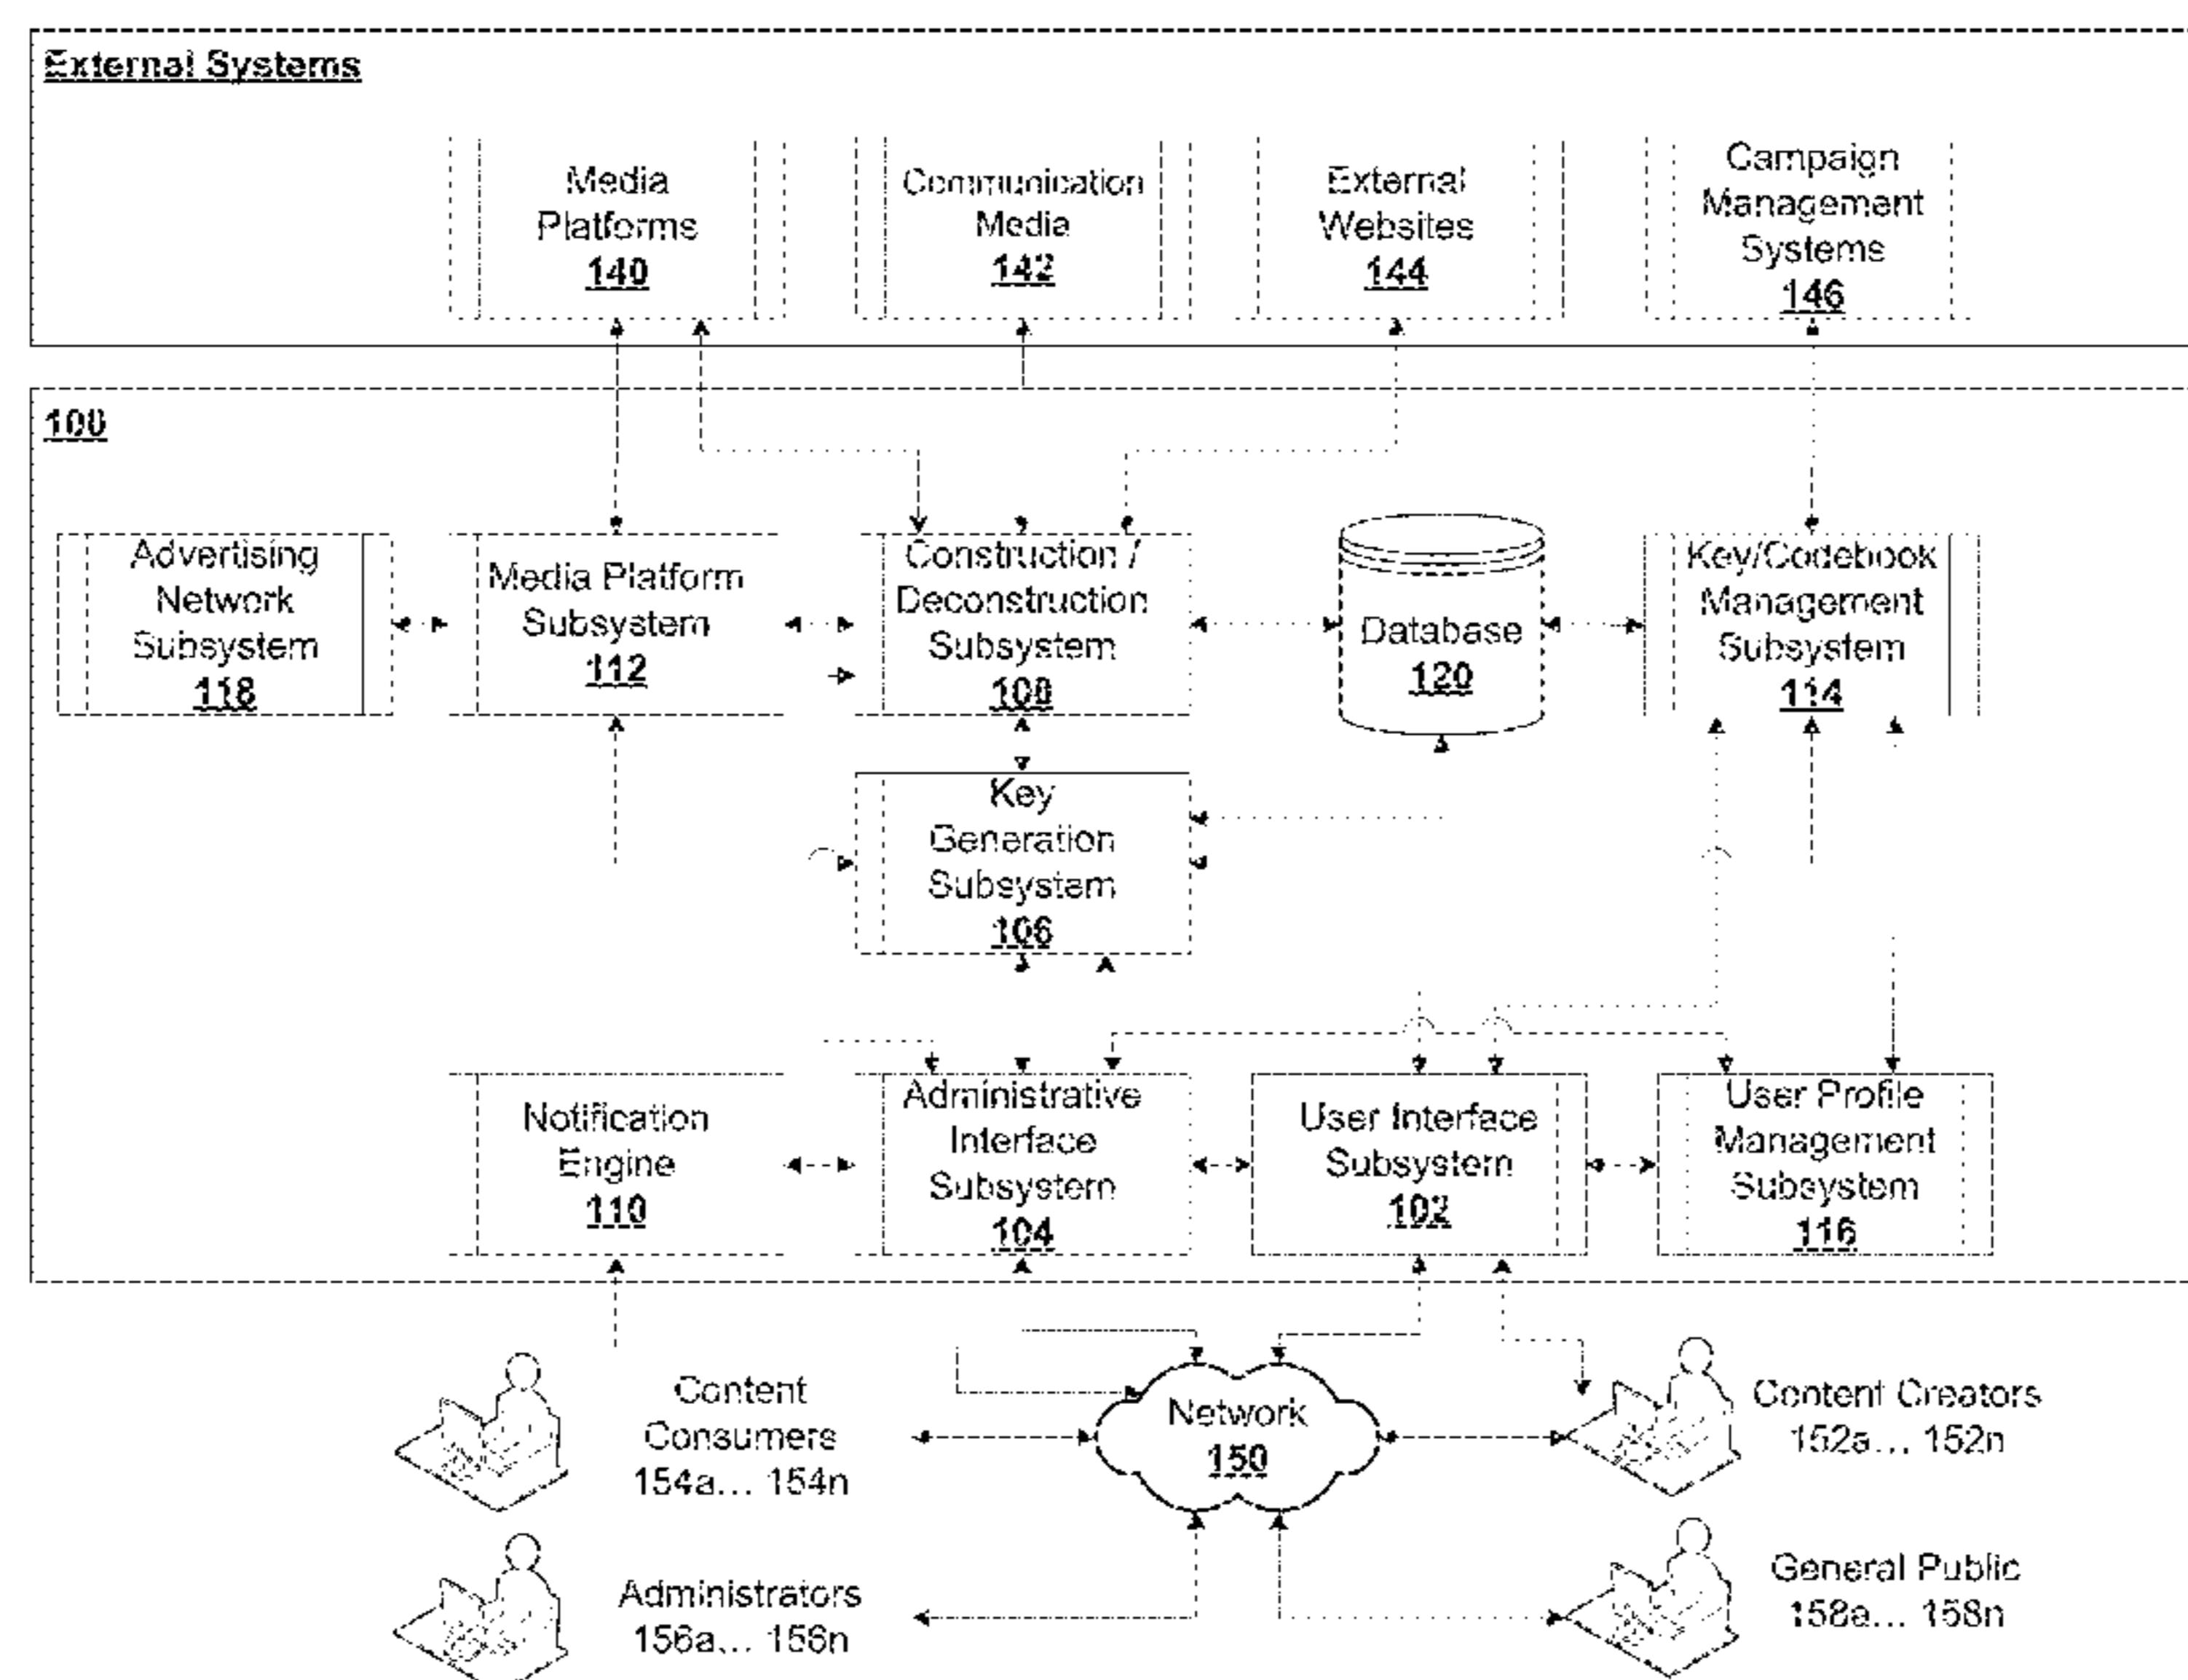 External Systems
Media
Platforms
140
Communication
Media
142
External
Websites
144
Campaign
Management
Systems
146
100
Advertising
Network
Subsystem
118
Media Platform
Subsystem
112
Construction /
Deconstruction
Subsystem
108
Database
120
Key/Codebook
Management
Subsystem
114
Key
Generation
Subsystem
106
Notification
Engine
110
Administrative
Interface
Subsystem
104
User Interface
Subsystem
102
User Profile
Management
Subsystem
116
Content
Consumers
154a... 154n
Network
150
Content Creators
152a... 152n
Administrators
156a... 156n
General Public
158a... 158n